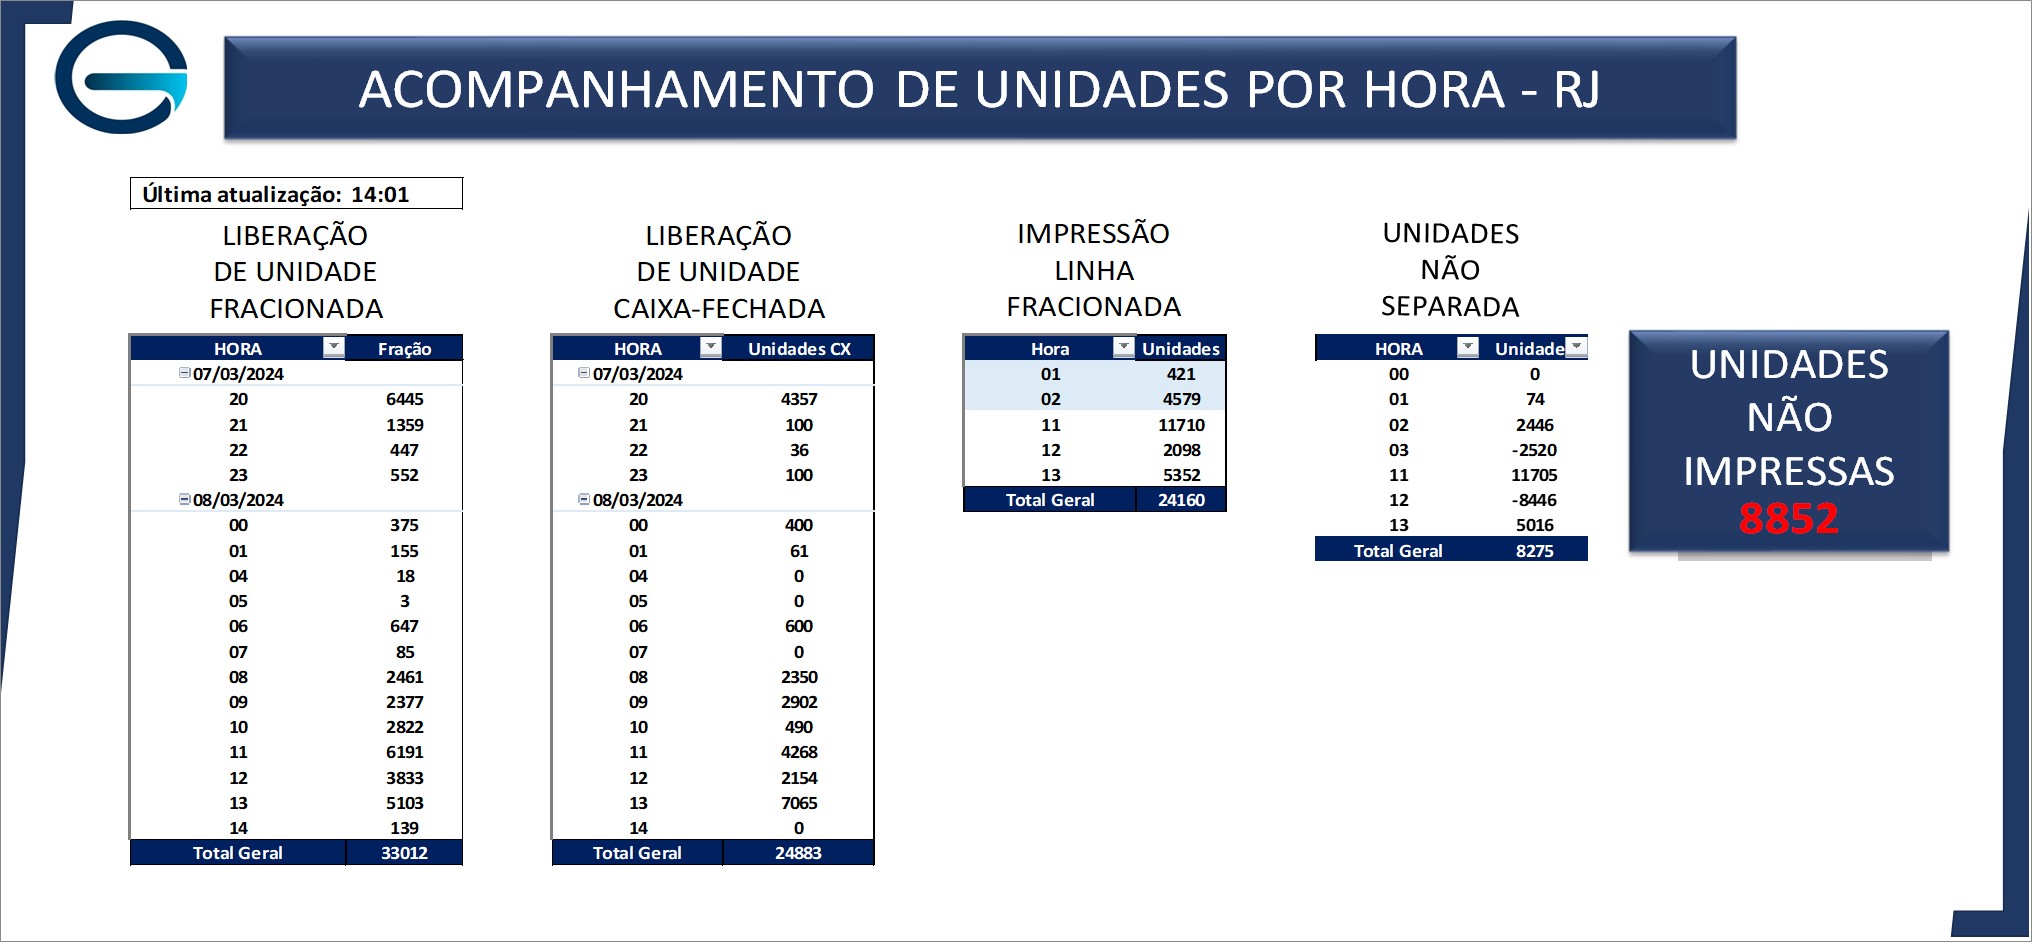 ACOMPANHAMENTO DE UNIDADES POR HORA - RJ
Última atualização: 14:01
LIBERAÇÃO
DE UNIDADE
FRACIONADA
HORA Fração
07/03/2024
20 6445
21 1359
22 447
23 552
08/03/2024
00 375
01 155
04 18
05 3
06 647
07 85
08 2461
09 2377
10 2822
11 6191
12 3833
13 5103
14 139
Total Geral 33012
LIBERAÇÃO
DE UNIDADE
CAIXA-FECHADA
HORA Unidades CX
07/03/2024
20 4357
21 100
22 36
23 100
08/03/2024
00 400
01 61
04 0
05 0
06 600
07 0
08 2350
09 2902
10 490
11 4268
12 2154
13 7065
14 0
Total Geral 24883
IMPRESSÃO
LINHA
FRACIONADA
Hora Unidades
01 421
02 4579
11 11710
12 2098
13 5352
Total Geral 24160
UNIDADES
NÃO
SEPARADA
HORA Unidade
00 0
01 74
02 2446
03 -2520
11 11705
12 -8446
13 5016
Total Geral 8275
UNIDADES
NÃO
IMPRESSAS
8852